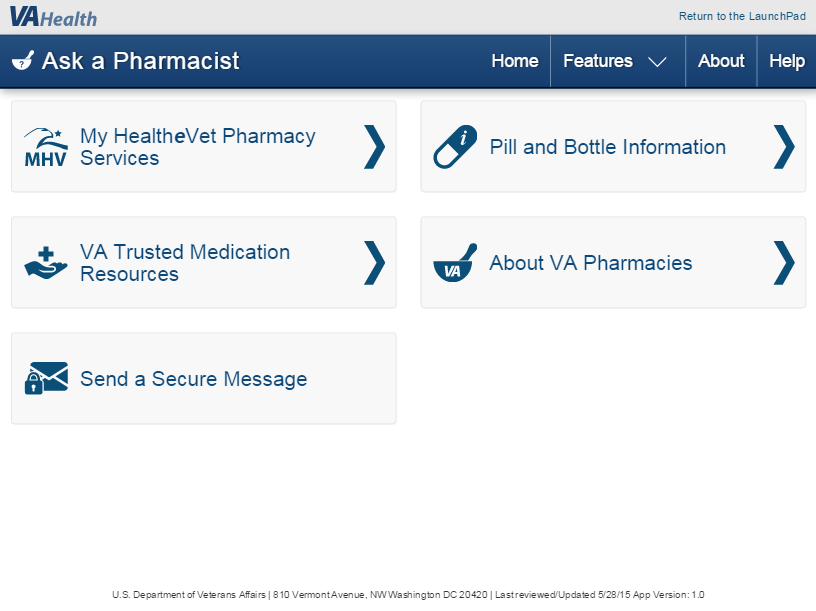 VA Health
Return to the LaunchPad
?
Ask a Pharmacist
Home
Features
About
Help
MHV
My HealtheVet Pharmacy
Services
i
Pill and Bottle Information
VA Trusted Medication
Resources
VA
About VA Pharmacies
Send a Secure Message
U.S. Department of Veterans Affairs | 810 Vermont Avenue, NW Washington DC 20420 | Last reviewed/Updated 5/28/15 App Version: 1.0